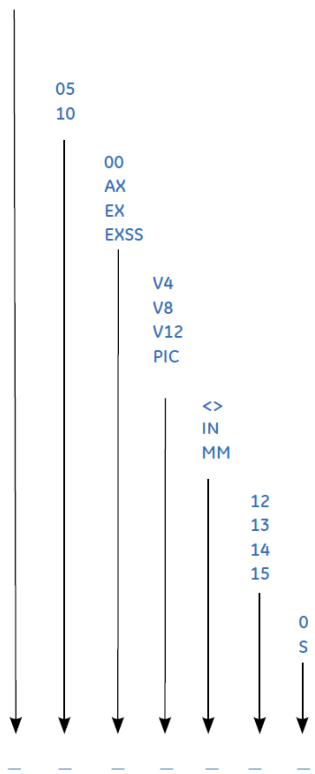 05
10
00
AX
EX
EXSS
V4
V8
V12
PIC
<>
IN
MM
12
13
14
15
0
S
_ _ _ _ _ _ _